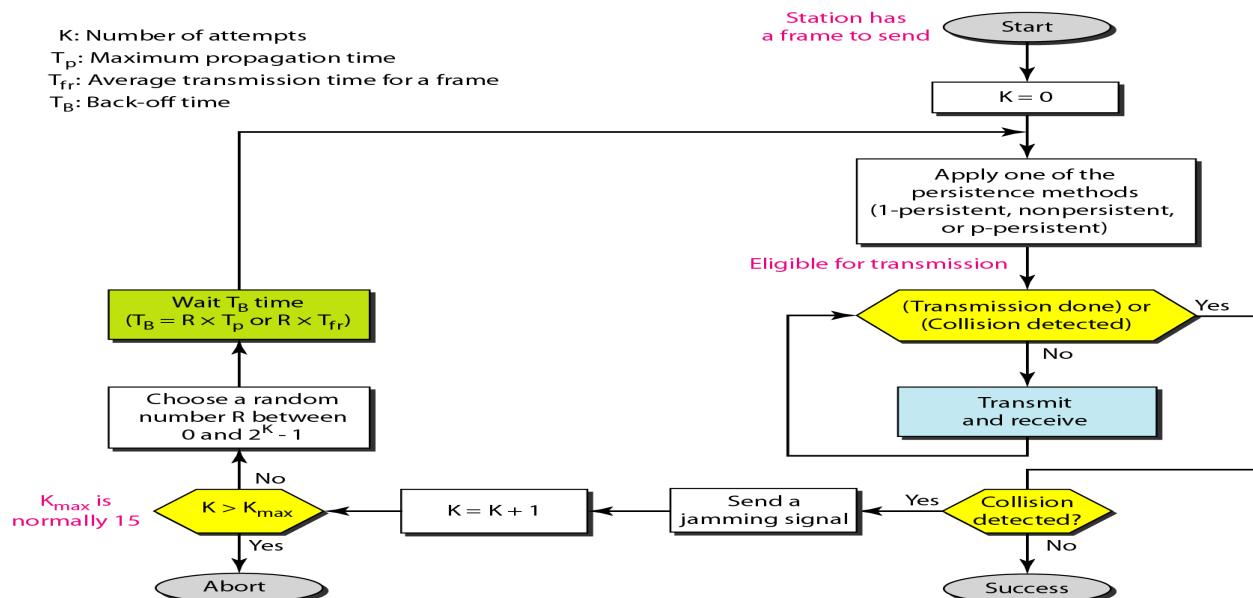 K: Number of attempts
Tp: Maximum propagation time
Tfr: Average transmission time for a frame
TB: Back-off time
Station has
a frame to send
Start
K = 0
Apply one of the
persistence methods
(1-persistent, nonpersistent,
or p-persistent)
Eligible for transmission
(Transmission done) or
(Collision detected)
Yes
No
Transmit
and receive
Wait TB time
(TB = R × Tp or R × Tfr)
Choose a random
number R between
0 and 2^K - 1
No
Kmax is
normally 15
K > Kmax
Yes
Abort
K = K + 1
Send a
jamming signal
Yes
Collision
detected?
No
Success